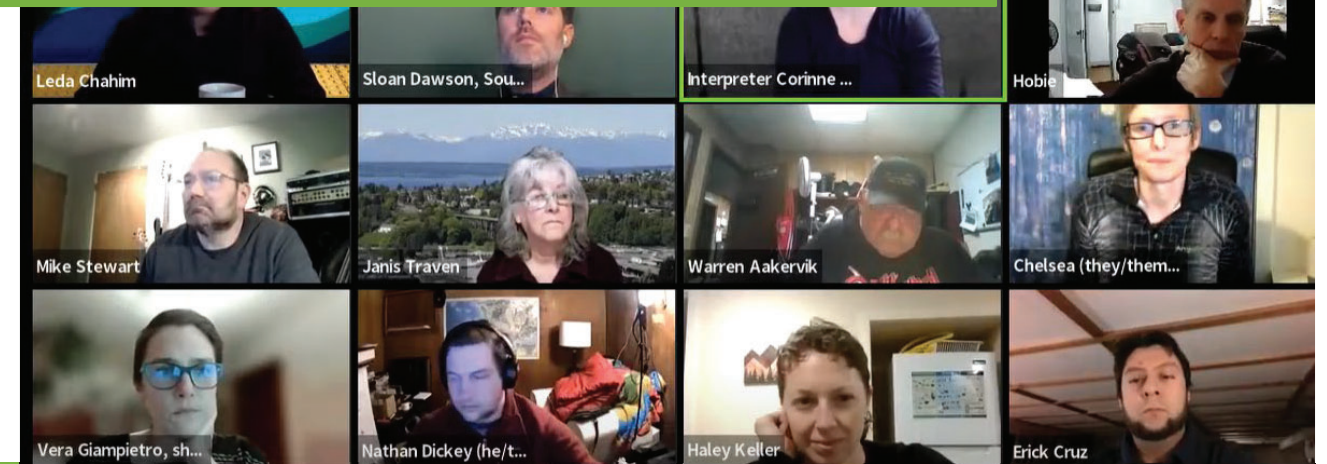 Leda Chahim
Sloan Dawson, Sou...
Interpreter Corinne ...
Hobie
Mike Stewart
Janis Traven
Warren Aakervik
Chelsea (they/them...
Vera Giampietro, sh...
Nathan Dickey (he/t...
Haley Keller
Erick Cruz